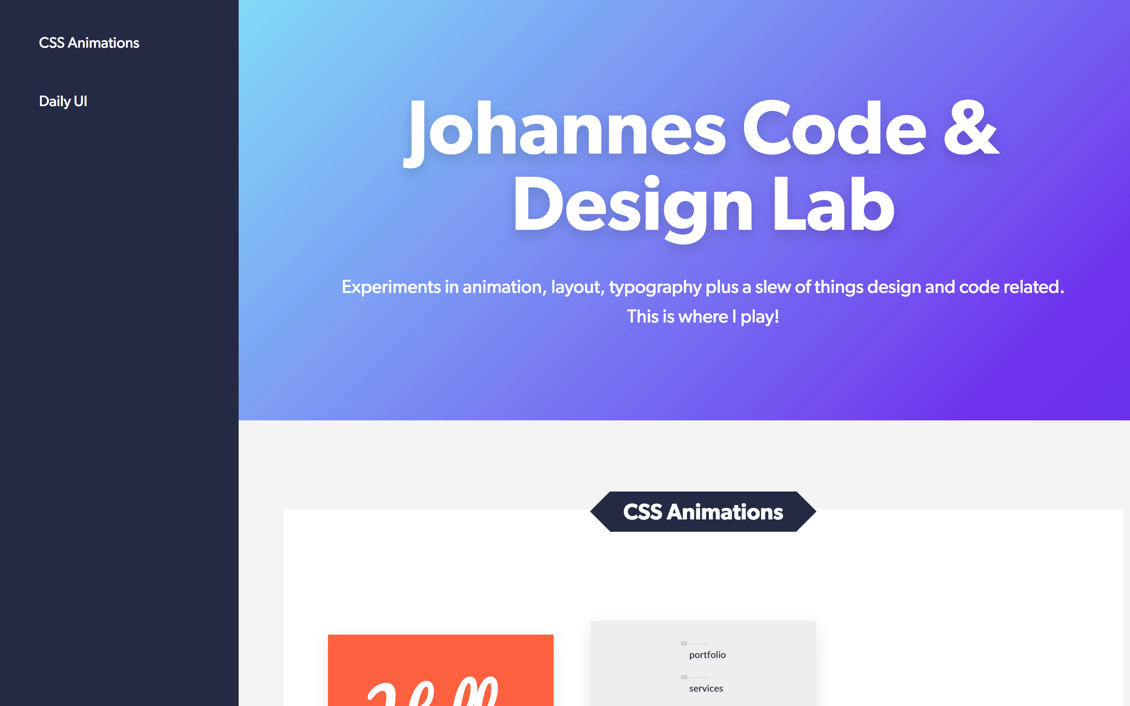 CSS Animations
Daily UI
Johannes Code &
Design Lab
Experiments in animation, layout, typography plus a slew of things design and code related.
This is where I play!
CSS Animations
01
portfolio
02
services